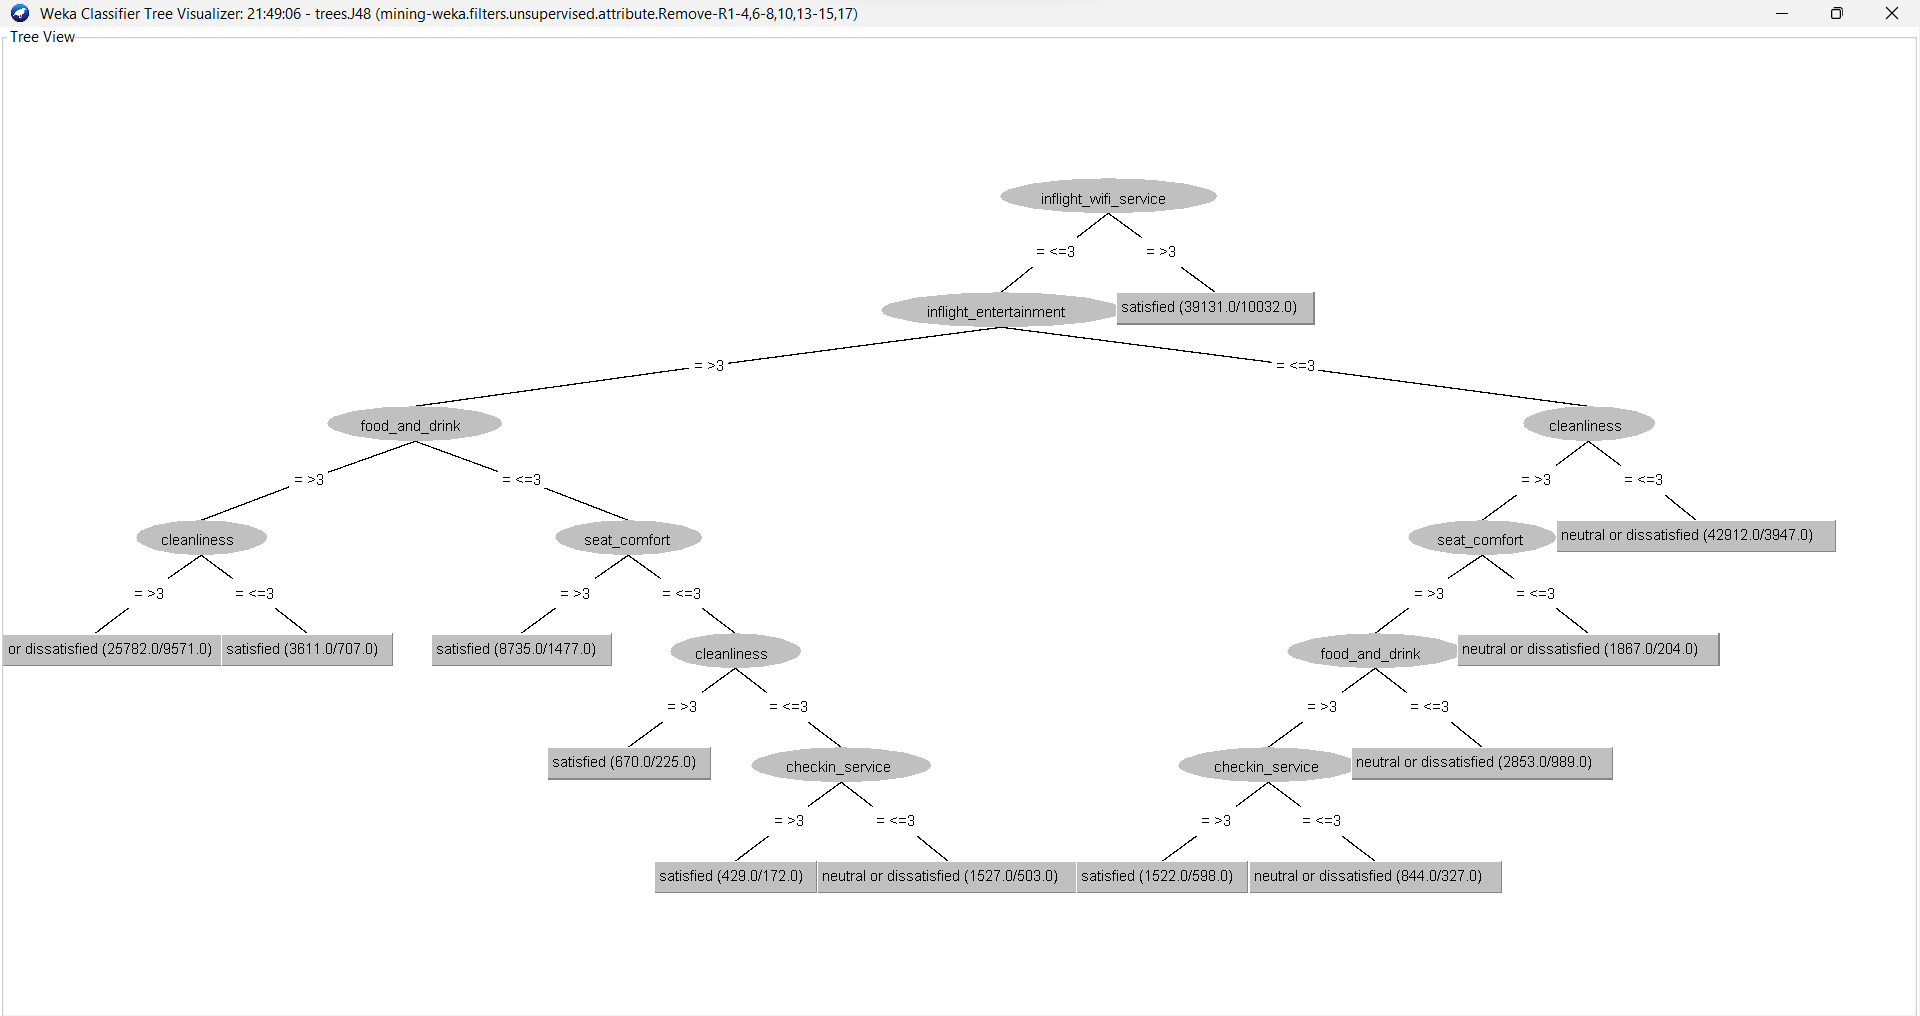 Weka Classifier Tree Visualizer: 21:49:06 - trees.J48 (mining-weka.filters.unsupervised.attribute.Remove-R1-4,6-8,10,13-15,17)
Tree View
inflight_wifi_service
= <=3
= >3
inflight_entertainment
satisfied (39131.0/10032.0)
= >3
= <=3
food_and_drink
cleanliness
= >3
= <=3
= >3
= <=3
cleanliness
seat_comfort
seat_comfort
neutral or dissatisfied (42912.0/3947.0)
= >3
= <=3
= >3
= <=3
= >3
= <=3
or dissatisfied (25782.0/9571.0)
satisfied (3611.0/707.0)
satisfied (8735.0/1477.0)
cleanliness
food_and_drink
neutral or dissatisfied (1867.0/204.0)
= >3
= <=3
= >3
= <=3
satisfied (670.0/225.0)
checkin_service
checkin_service
neutral or dissatisfied (2853.0/989.0)
= >3
= <=3
= >3
= <=3
satisfied (429.0/172.0)
neutral or dissatisfied (1527.0/503.0)
satisfied (1522.0/598.0)
neutral or dissatisfied (844.0/327.0)